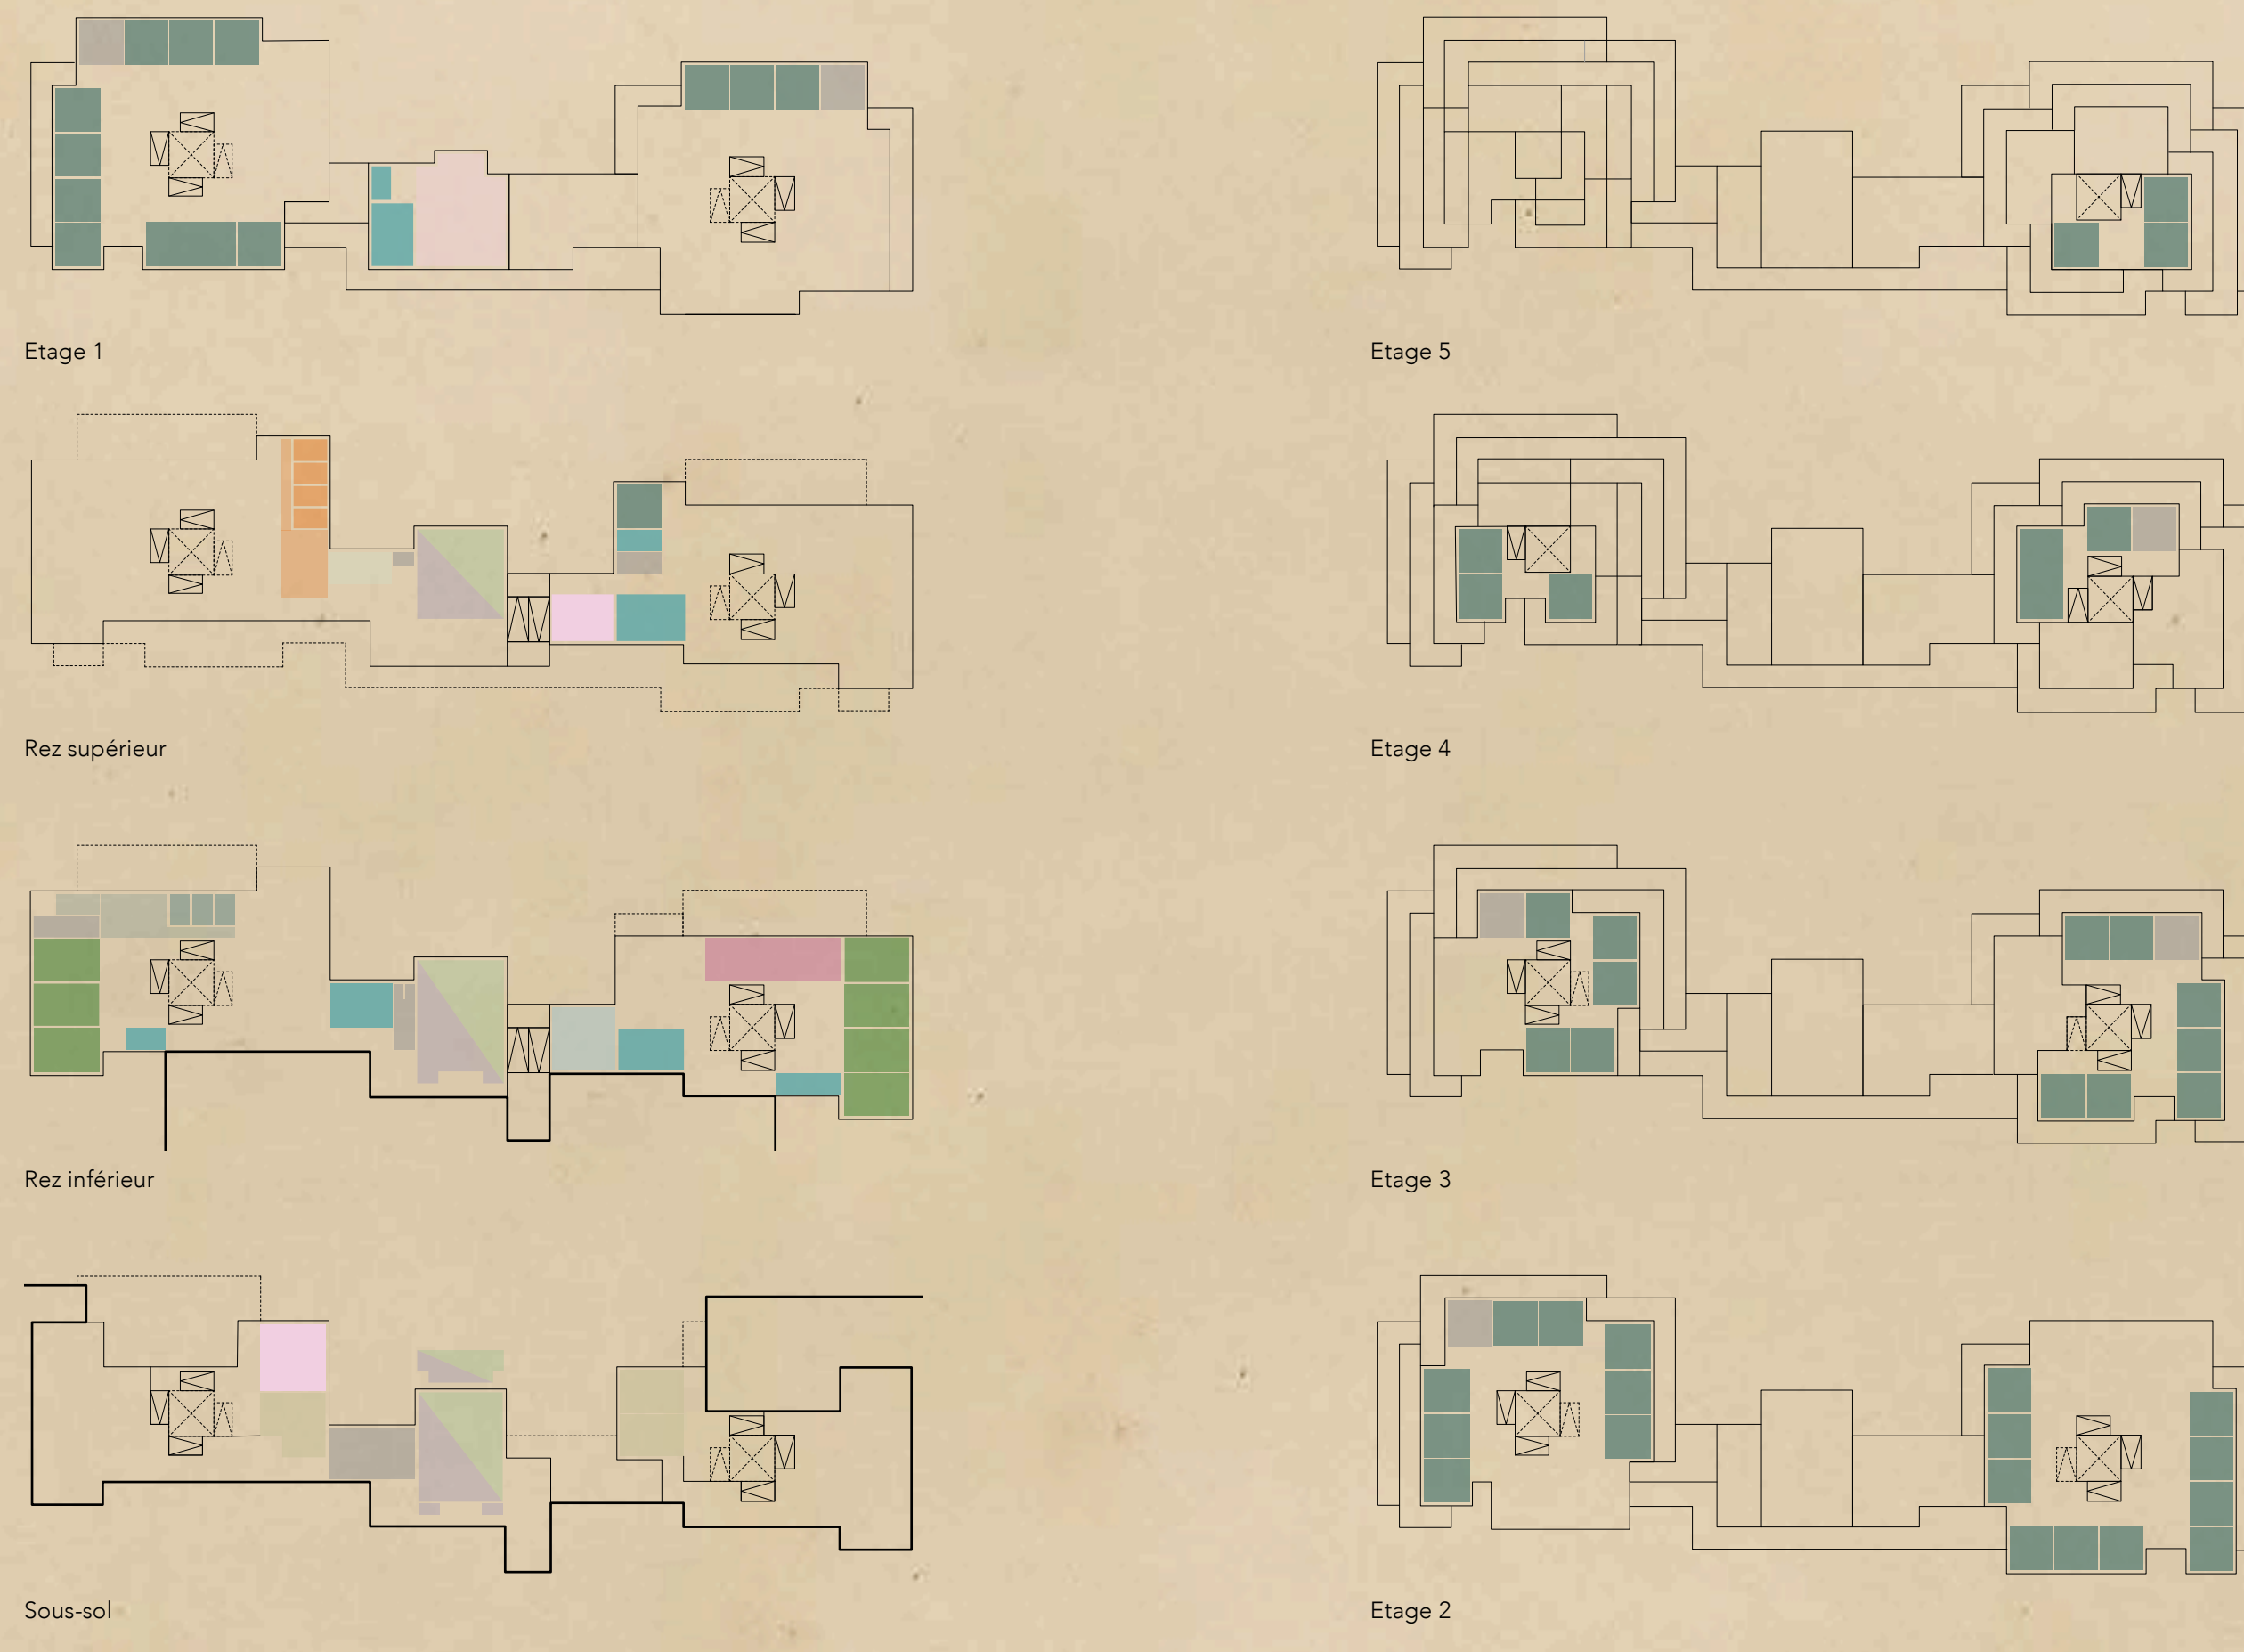 Etage 1
Etage 5
Rez supérieur
Etage 4
Rez inférieur
Etage 3
Sous-sol
Etage 2